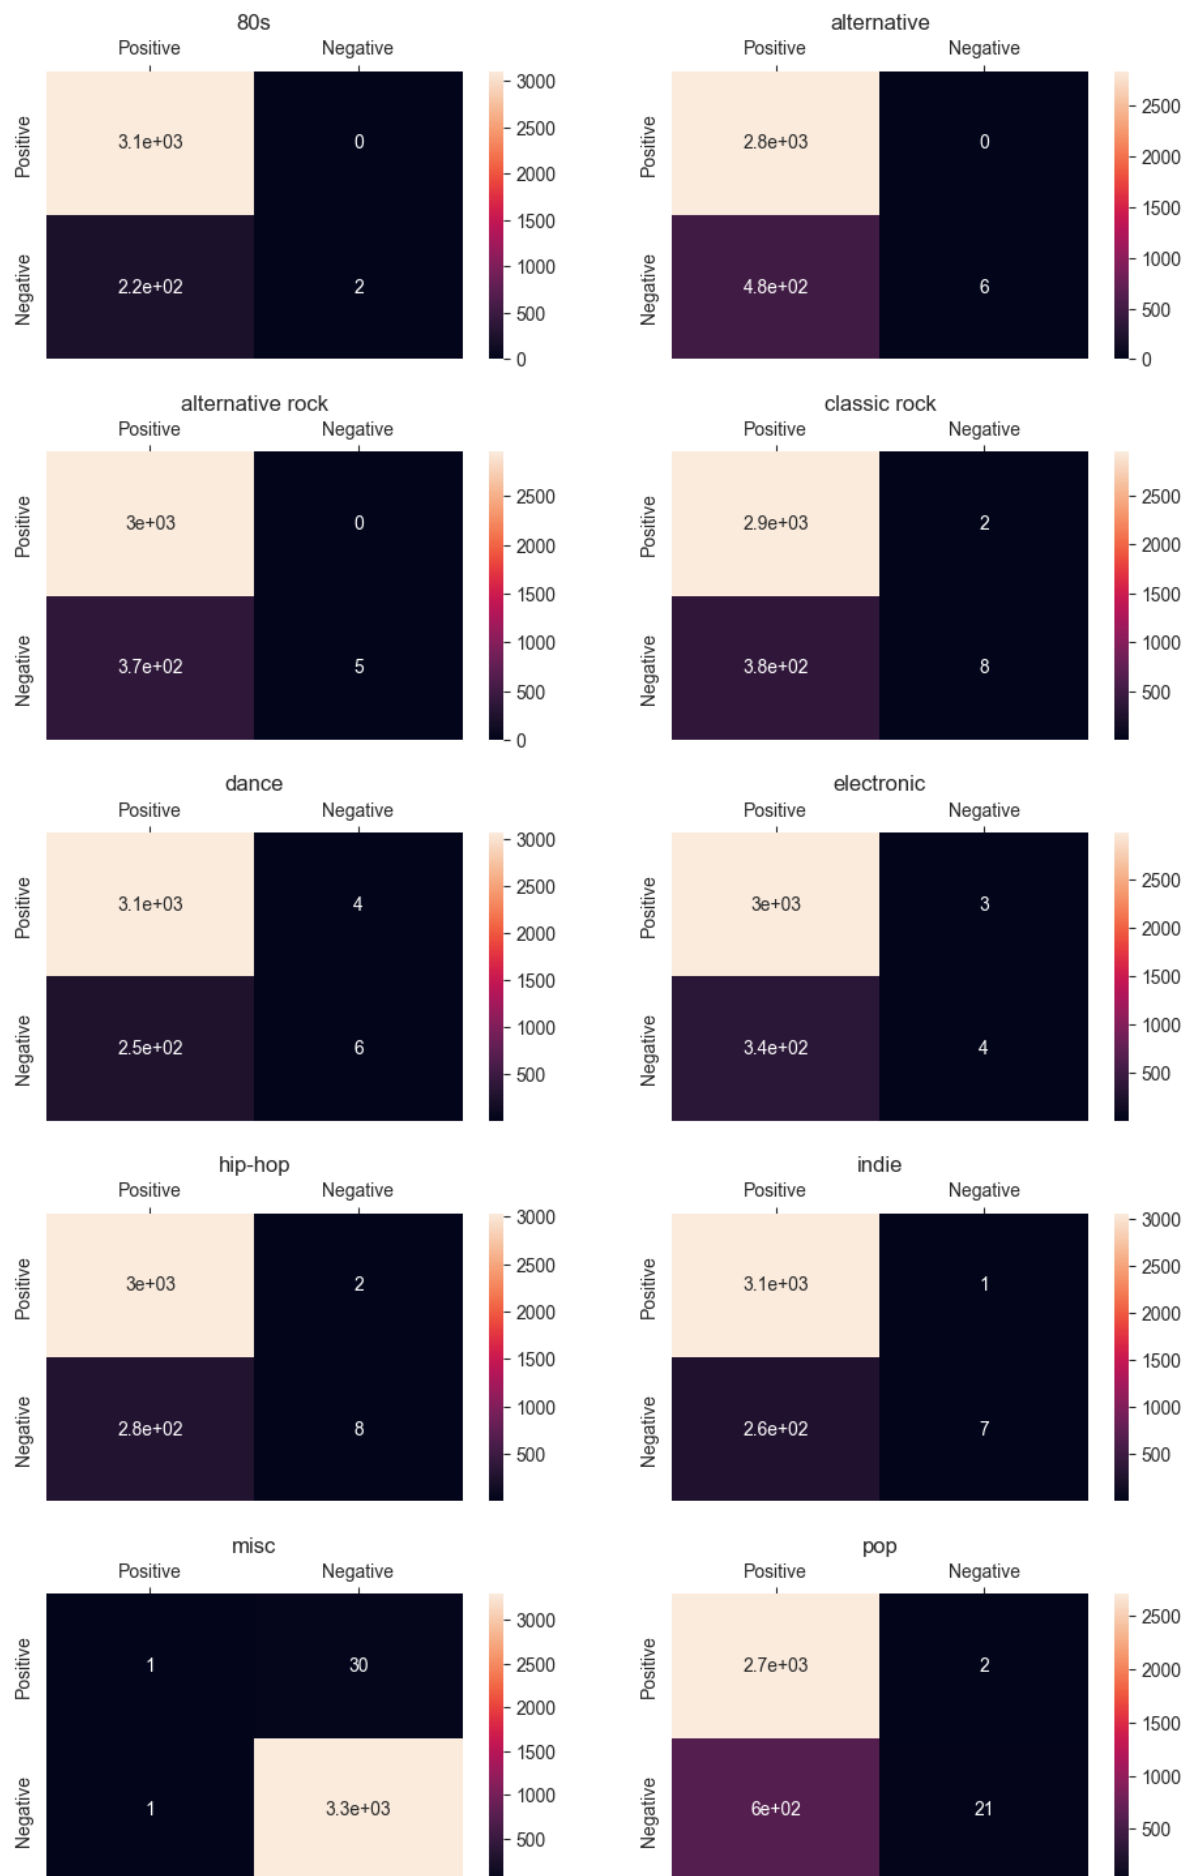 80s
Positive Negative
Positive 3.1e+03 0
Negative 2.2e+02 2
3000
2500
2000
1500
1000
500
0
alternative
Positive Negative
Positive 2.8e+03 0
Negative 4.8e+02 6
2500
2000
1500
1000
500
0
alternative rock
Positive Negative
Positive 3e+03 0
Negative 3.7e+02 5
2500
2000
1500
1000
500
0
classic rock
Positive Negative
Positive 2.9e+03 2
Negative 3.8e+02 8
2500
2000
1500
1000
500
dance
Positive Negative
Positive 3.1e+03 4
Negative 2.5e+02 6
3000
2500
2000
1500
1000
500
electronic
Positive Negative
Positive 3e+03 3
Negative 3.4e+02 4
2500
2000
1500
1000
500
hip-hop
Positive Negative
Positive 3e+03 2
Negative 2.8e+02 8
3000
2500
2000
1500
1000
500
indie
Positive Negative
Positive 3.1e+03 1
Negative 2.6e+02 7
3000
2500
2000
1500
1000
500
misc
Positive Negative
Positive 1 30
Negative 1 3.3e+03
3000
2500
2000
1500
1000
500
pop
Positive Negative
Positive 2.7e+03 2
Negative 6e+02 21
2500
2000
1500
1000
500